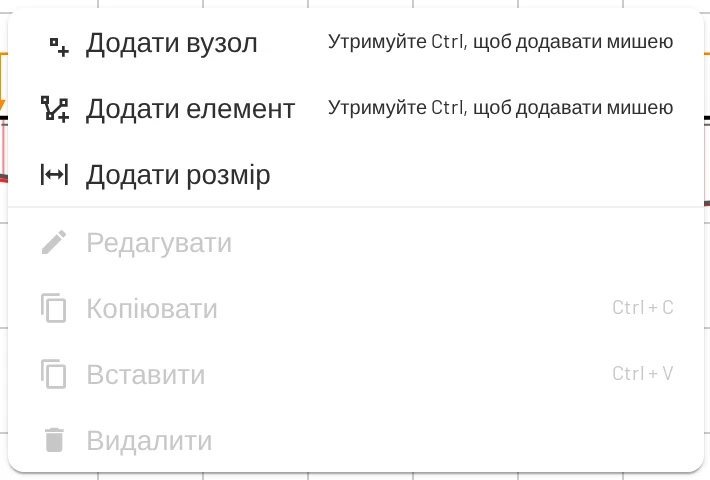 Додати вузол Утримуйте Ctrl, щоб додавати мишею
Додати елемент Утримуйте Ctrl, щоб додавати мишею
Додати розмір
Редагувати
Копіювати Ctrl + C
Вставити Ctrl + V
Видалити